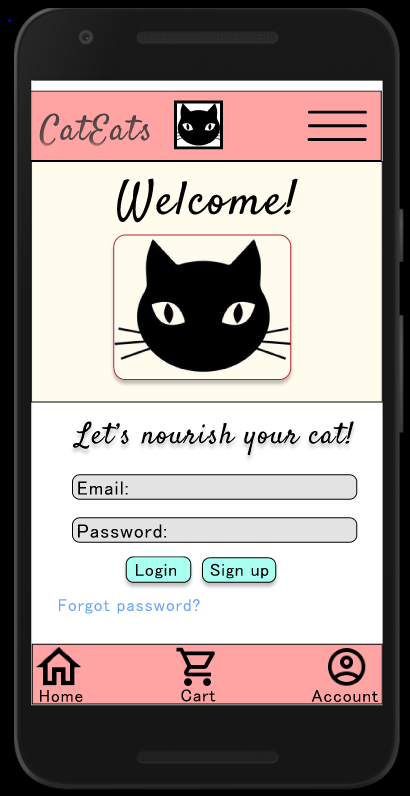 CatEats
Welcome!
Let's nourish your cat!
Email:
Password:
Login Sign up
Forgot password?
Home Cart Account